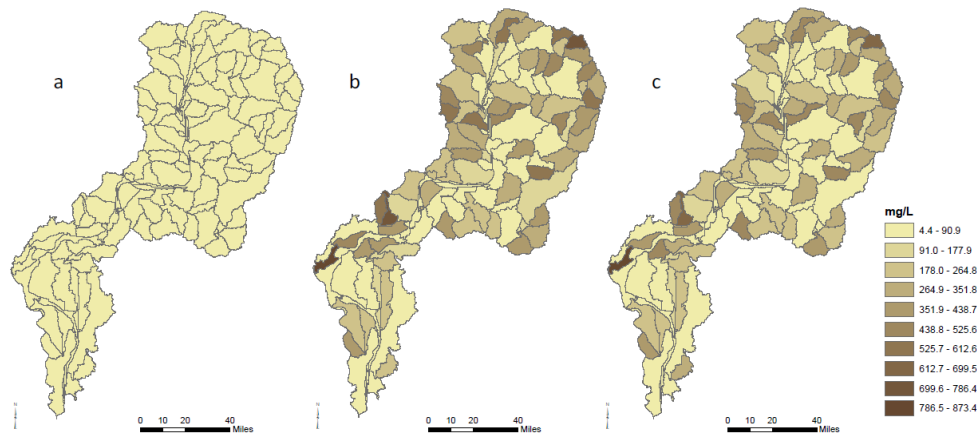 a
b
c
mg/L
4.4 - 90.9
91.0 - 177.9
178.0 - 264.8
264.9 - 351.8
351.9 - 438.7
438.8 - 525.6
525.7 - 612.6
612.7 - 699.5
699.6 - 786.4
786.5 - 873.4
0 10 20 40
Miles
0 10 20 40
Miles
0 10 20 40
Miles